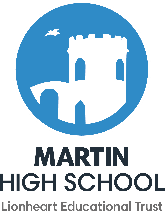 MARTIN
HIGH SCHOOL
Lionheart Educational Trust